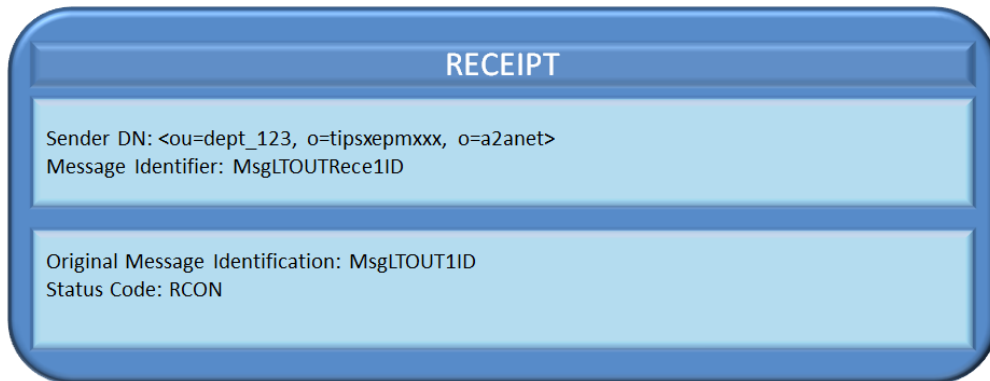 RECEIPT
Sender DN: <ou=dept_123, o=tipsxepmxxx, o=a2anet>
Message Identifier: MsgLTOUTRece1ID
Original Message Identification: MsgLTOUT1ID
Status Code: RCON